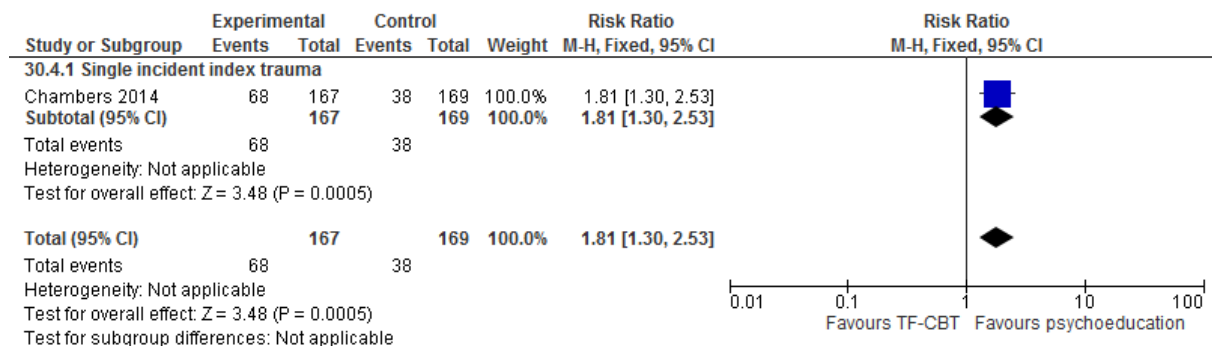 Experimental Control Risk Ratio Risk Ratio
Study or Subgroup Events Total Events Total Weight M-H, Fixed, 95% CI M-H, Fixed, 95% CI
30.4.1 Single incident index trauma
Chambers 2014 68 167 38 169 100.0% 1.81 [1.30, 2.53]
Subtotal (95% CI) 167 169 100.0% 1.81 [1.30, 2.53]
Total events 68 38
Heterogeneity: Not applicable
Test for overall effect: Z = 3.48 (P = 0.0005)
Total (95% CI) 167 169 100.0% 1.81 [1.30, 2.53]
Total events 68 38
Heterogeneity: Not applicable
Test for overall effect: Z = 3.48 (P = 0.0005)
Test for subgroup differences: Not applicable
0.01 0.1 1 10 100
Favours TF-CBT Favours psychoeducation